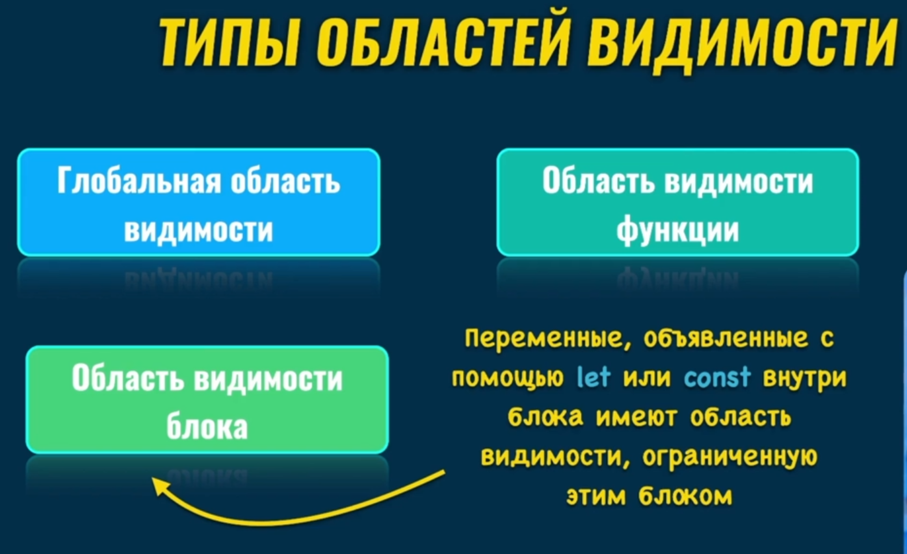 ТИПЫ ОБЛАСТЕЙ ВИДИМОСТИ
Глобальная область
видимости
Область видимости
функции
Область видимости
блока
Переменные, объявленные с
помощью let или const внутри
блока имеют область
видимости, ограниченную
этим блоком